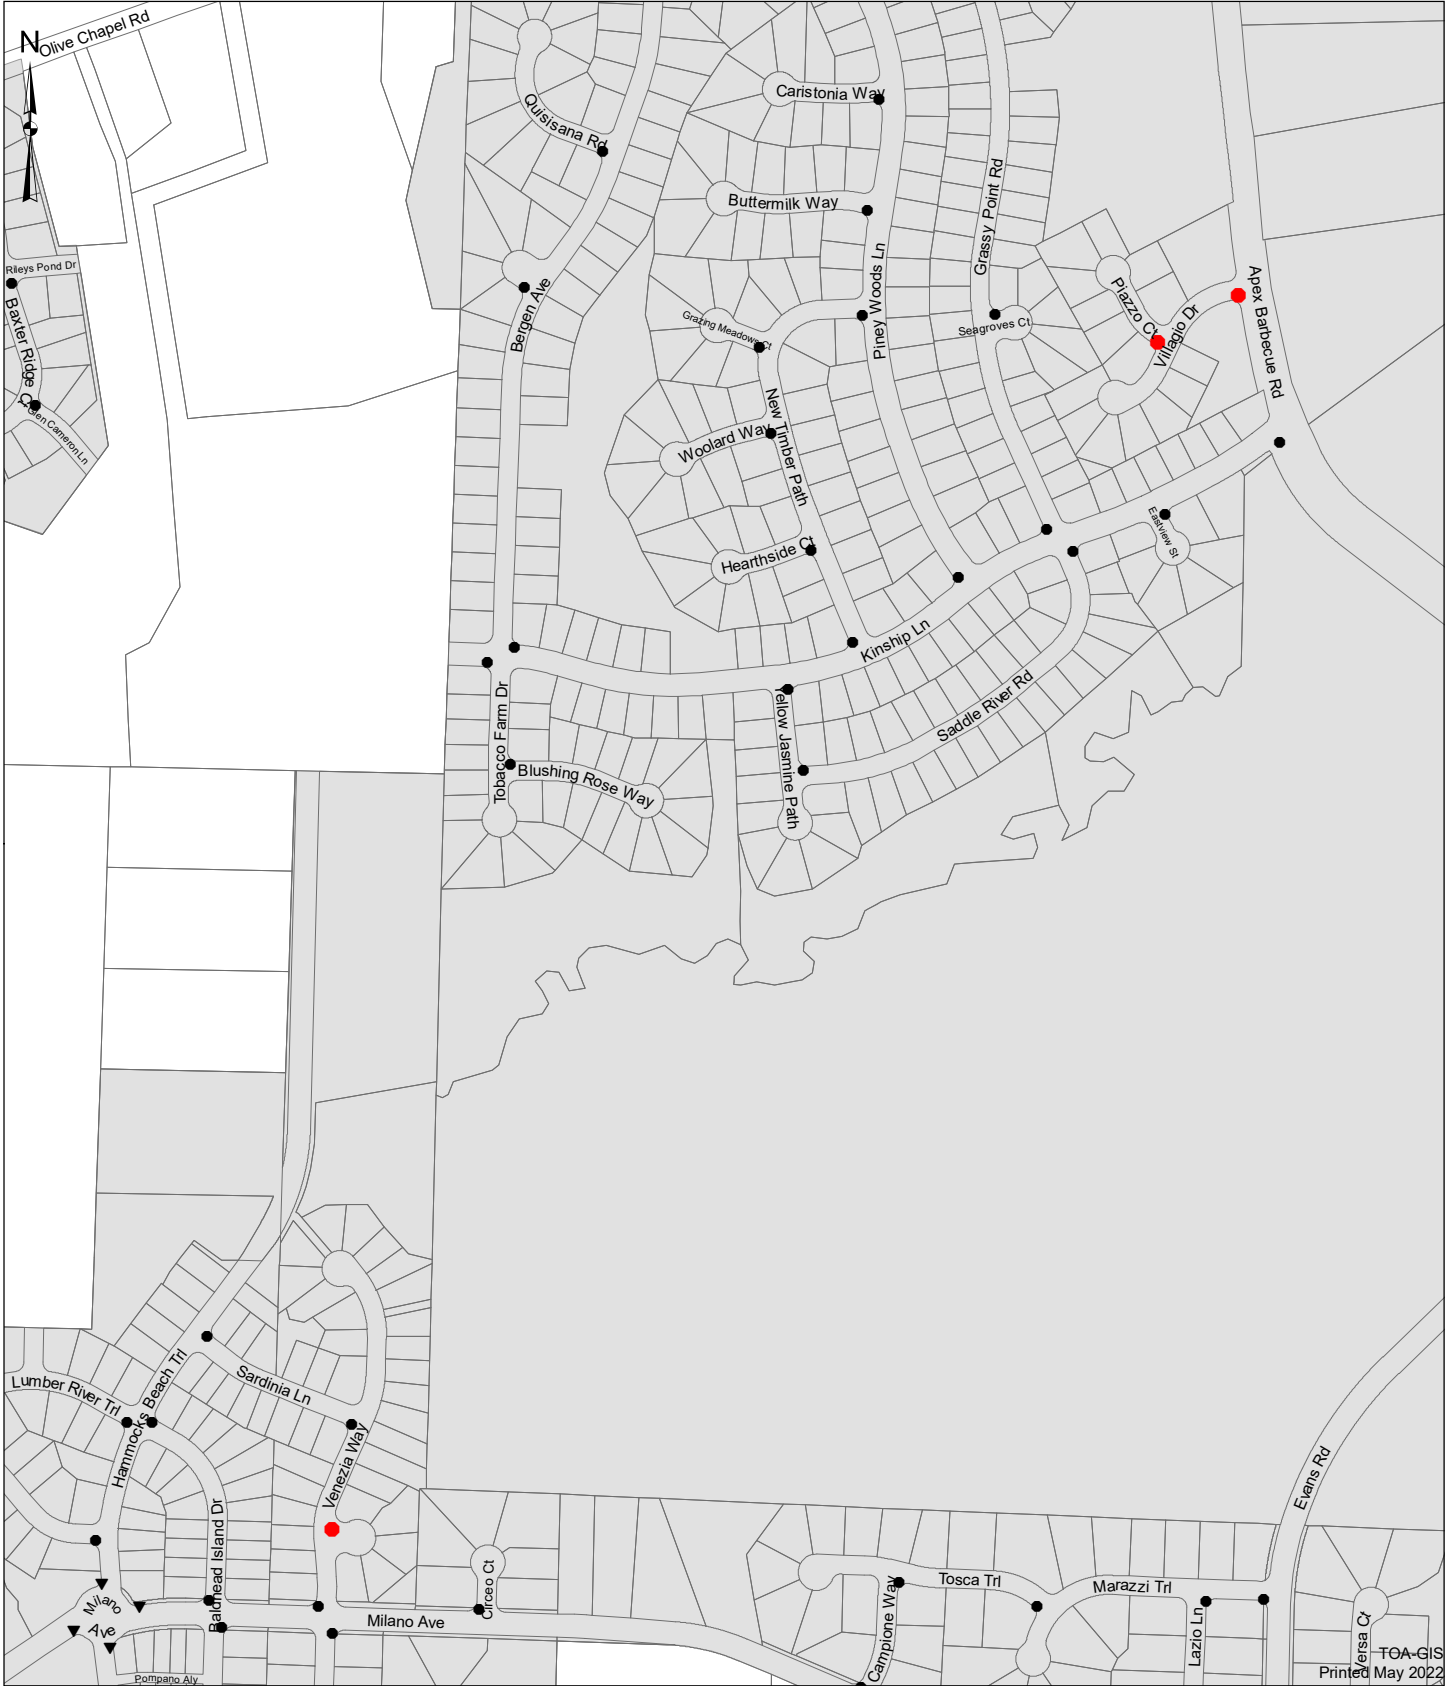 N
Olive Chapel Rd
Quisisana Rd
Caristonia Way
Buttermilk Way
Grassy Point Rd
Rileys Pond Dr
Baxter Ridge Ct
Glen Cameron Ln
Bergen Ave
Piney Woods Ln
Grazing Meadows Ct
Seagroves Ct
Piazzo Ct
Villagio Dr
Apex Barbecue Rd
New Timber Path
Woolard Way
Hearthside Ct
Eastview St
Kinship Ln
Tobacco Farm Dr
Yellow Jasmine Path
Saddle River Rd
Blushing Rose Way
Hammocks Beach Trl
Lumber River Trl
Sardinia Ln
Venezia Way
Evans Rd
Baldhead Island Dr
Circeo Ct
Milano
Ave
Milano Ave
Campione Way
Tosca Trl
Marazzi Trl
Lazio Ln
Versa Ct
Pompano Aly
TOA-GIS
Printed May 2022